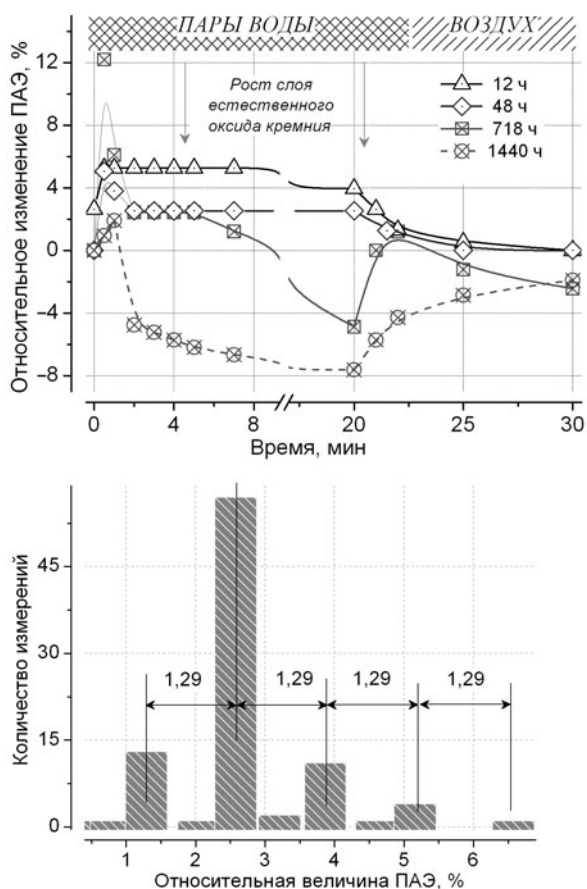 ПАРЫ ВОДЫ ВОЗДУХ
Относительное изменение ПАЭ, %
12
8
4
0
−4
−8
Рост слоя
естественного
оксида кремния
12 ч
48 ч
718 ч
1440 ч
0 4 8 20 25 30
Время, мин
Количество измерений
45
30
15
0
1,29 1,29 1,29 1,29
1 2 3 4 5 6
Относительная величина ПАЭ, %